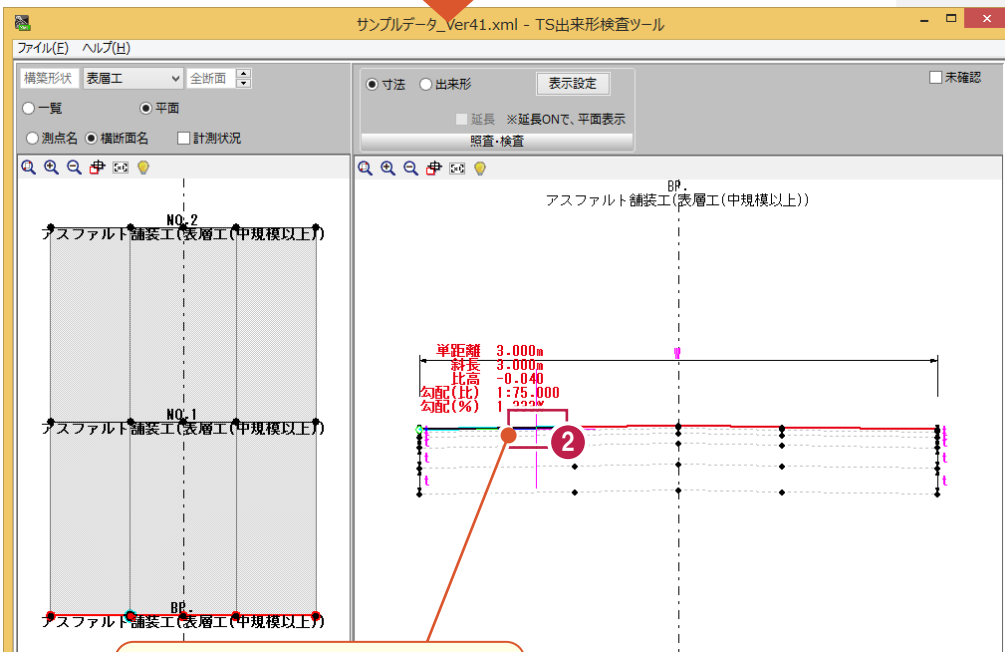 サンプルデータ_Ver41.xml - TS出来形検査ツール
ファイル(F) ヘルプ(H)
構築形状 表層工 全断面
一覧 平面
測点名 横断面名 計測状況
寸法 出来形 表示設定
未確認
延長 ※延長ONで、平面表示
照査・検査
NO.2
アスファルト舗装工(表層工(中規模以上))
NO.1
アスファルト舗装工(表層工(中規模以上))
BP.
アスファルト舗装工(表層工(中規模以上))
BP.
アスファルト舗装工(表層工(中規模以上))
W
単距離 3.000m
斜長 3.000m
比高 -0.040
勾配(比) 1:75.000
勾配(%)
2
t
t
t
t